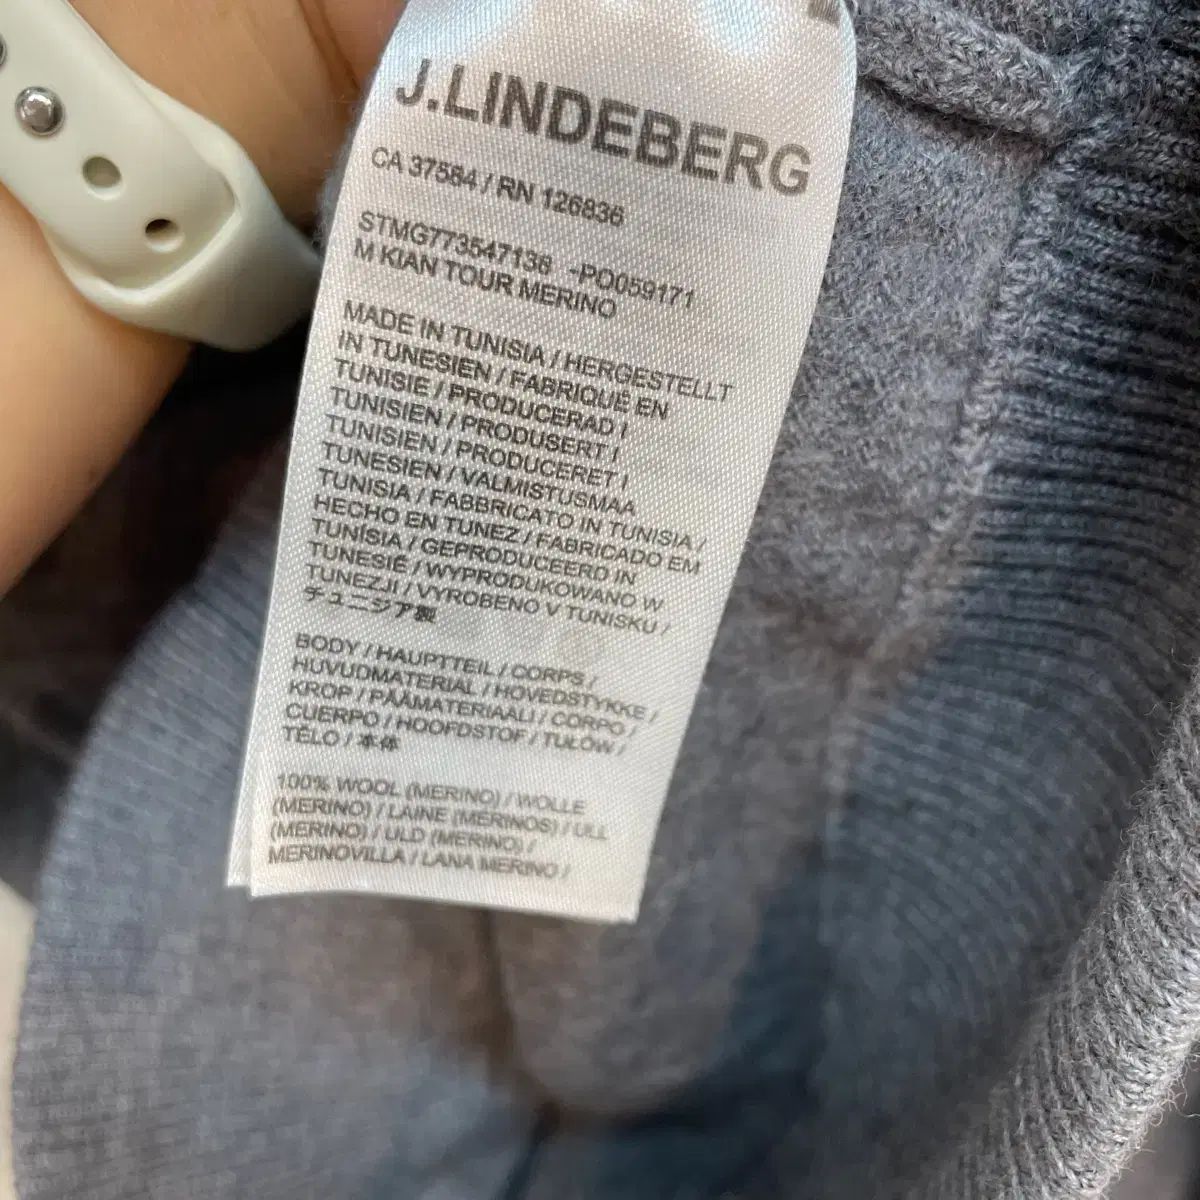 J.LINDEBERG
CA 37584 / RN 126836
STMG773547138 -PO059171
M KIAN TOUR MERINO
MADE IN TUNISIA / HERGESTELLT
IN TUNESIEN / FABRIQUÉ EN
TUNISIE / PRODUCERAD I
TUNISIEN / PRODUSERT I
TUNISIEN / PRODUCERET I
TUNESIEN / VALMISTUSMAA
TUNISIA / FABBRICATO IN TUNISIA /
HECHO EN TUNEZ / FABRICADO EM
TUNÍSIA / GEPRODUCEERD IN
TUNESIË / WYPRODUKOWANO W
TUNEZJI / VYROBENO V TUNISKU /
チュニジア製
BODY / HAUPTTEIL / CORPS /
HUVUDMATERIAL / HOVEDSTYKKE /
KROP / PÄÄMATERIAALI / CORPO /
CUERPO / HOOFDSTOF / TUŁÓW /
TĚLO / 本体
100% WOOL (MERINO) / WOLLE
(MERINO) / LAINE (MERINOS) / ULL
(MERINO) / ULD (MERINO) /
MERINOVILLA / LANA MERINO /